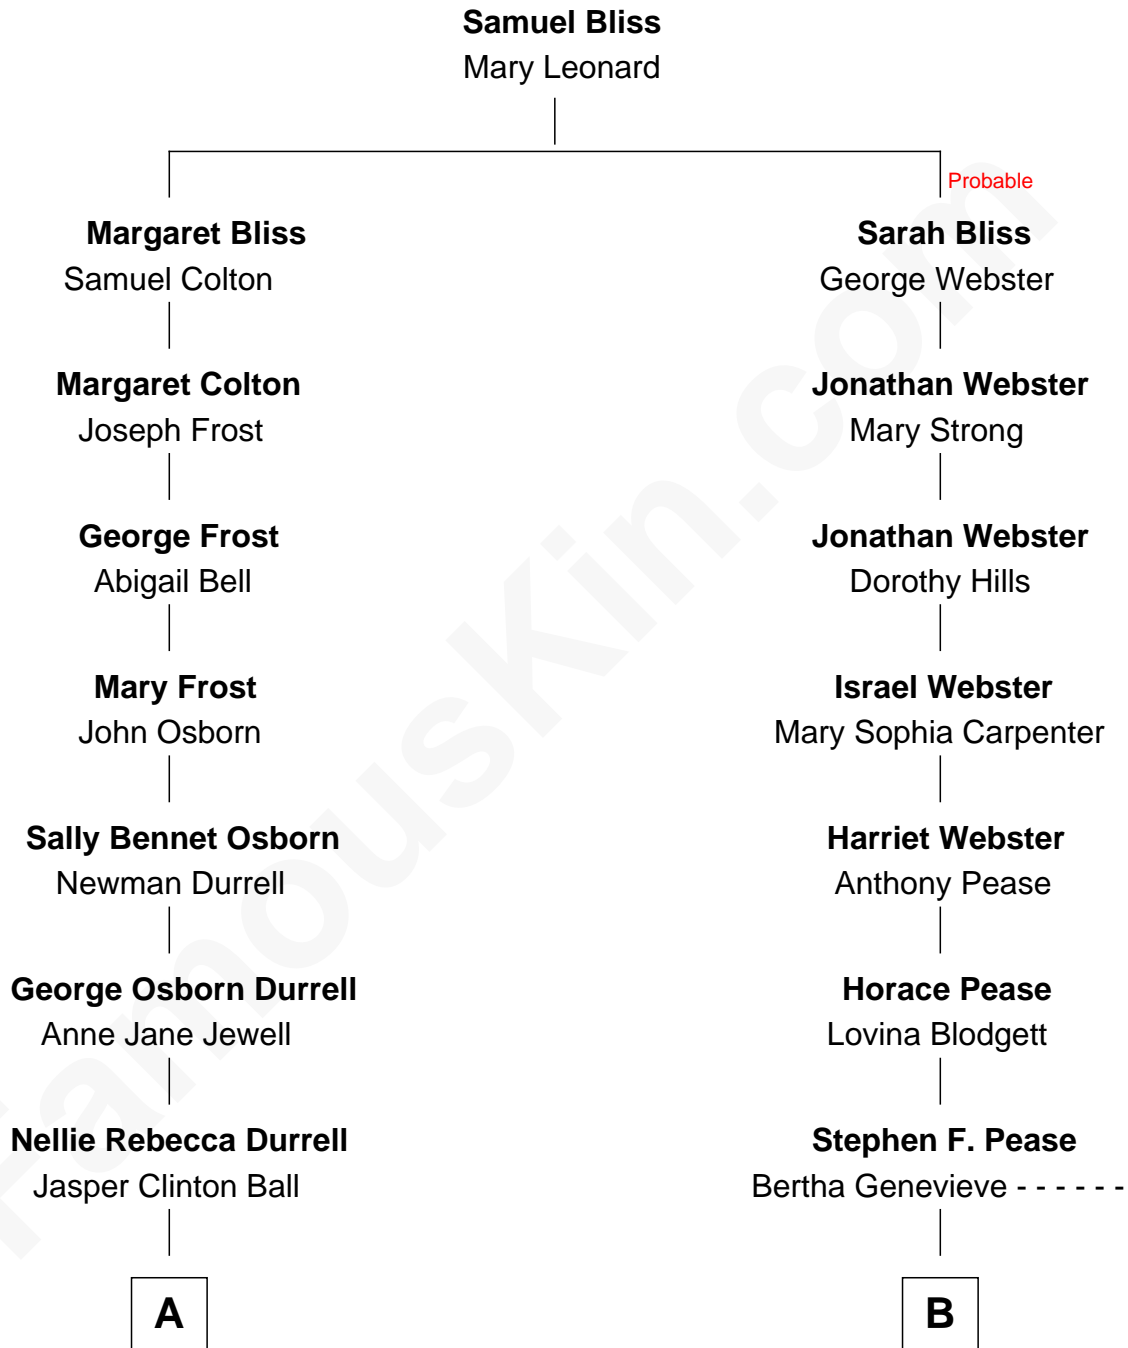 Samuel Bliss
Mary Leonard
Probable
Margaret Bliss
Samuel Colton
Sarah Bliss
George Webster
Margaret Colton
Joseph Frost
Jonathan Webster
Mary Strong
George Frost
Abigail Bell
Jonathan Webster
Dorothy Hills
Mary Frost
John Osborn
Israel Webster
Mary Sophia Carpenter
Sally Bennet Osborn
Newman Durrell
Harriet Webster
Anthony Pease
George Osborn Durrell
Anne Jane Jewell
Horace Pease
Lovina Blodgett
Nellie Rebecca Durrell
Jasper Clinton Ball
Stephen F. Pease
Bertha Genevieve - - - - - -
A
B
FamousKin.com